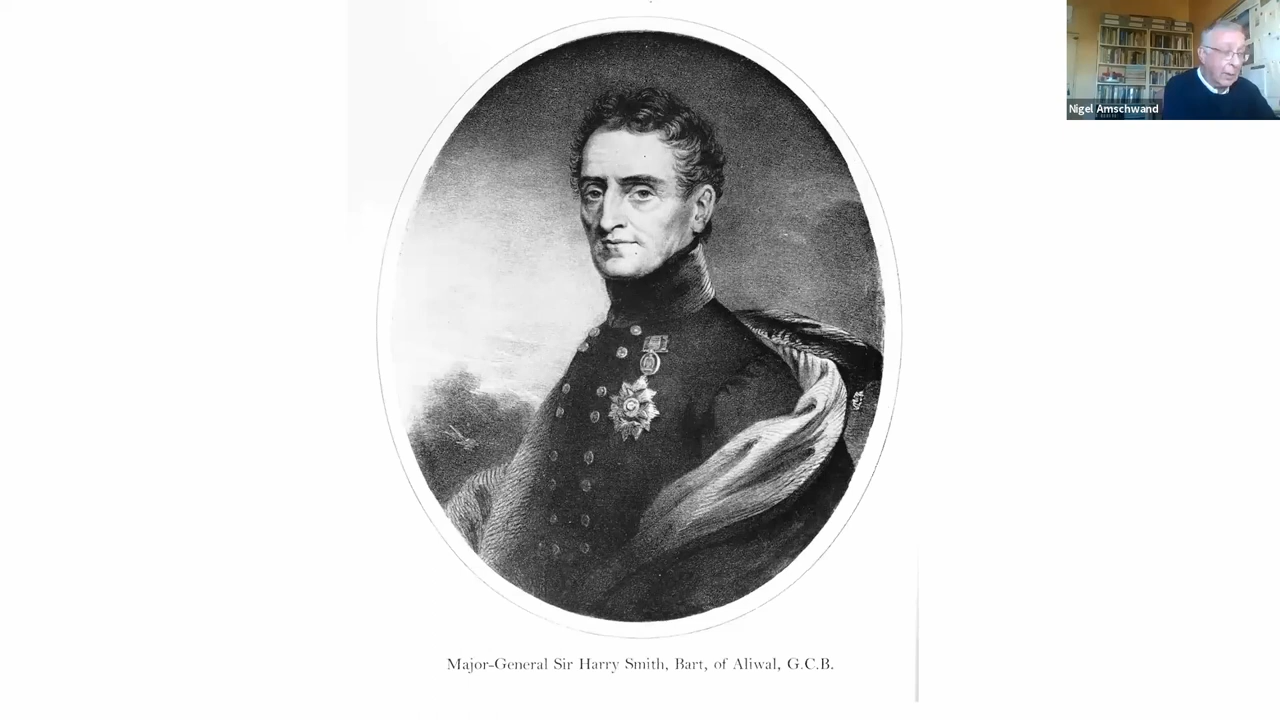 Nigel Amschwand
Major-General Sir Harry Smith, Bart, of Aliwal, G.C.B.